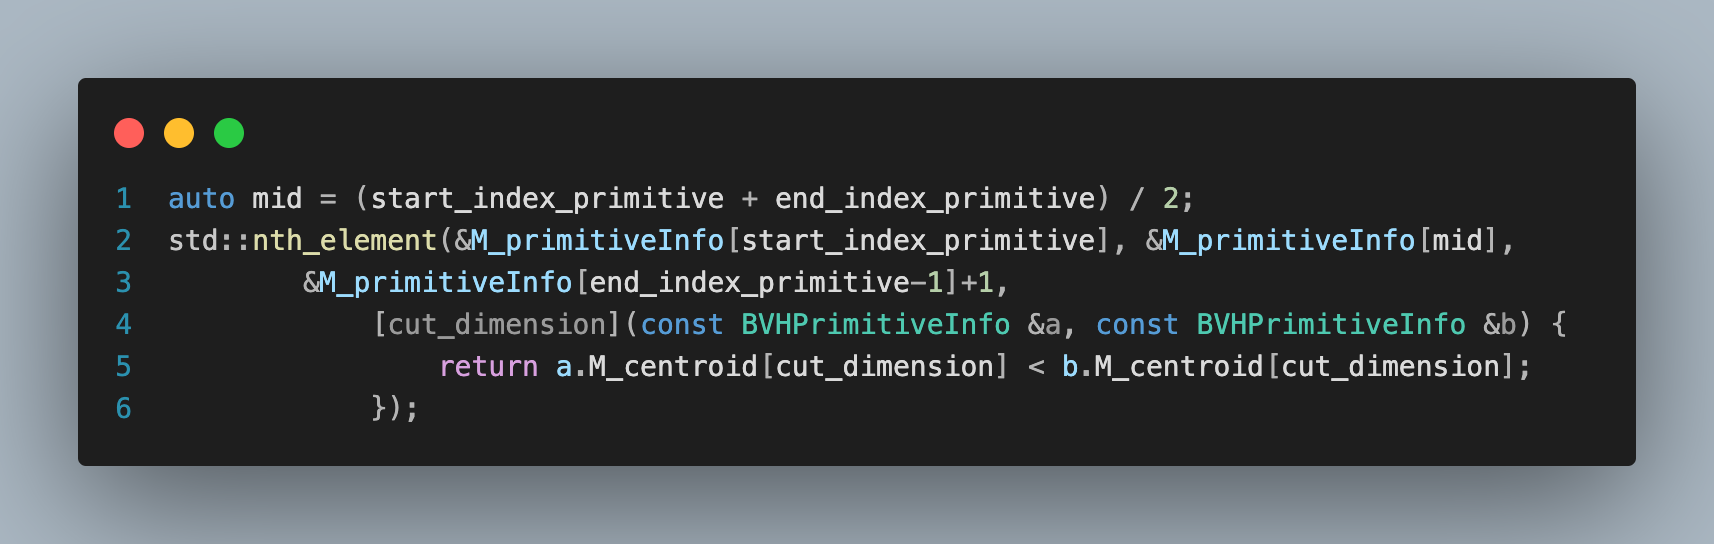 1 auto mid = (start_index_primitive + end_index_primitive) / 2;
2 std::nth_element(&M_primitiveInfo[start_index_primitive], &M_primitiveInfo[mid],
3 &M_primitiveInfo[end_index_primitive-1]+1,
4 [cut_dimension](const BVHPrimitiveInfo &a, const BVHPrimitiveInfo &b) {
5 return a.M_centroid[cut_dimension] < b.M_centroid[cut_dimension];
6 });